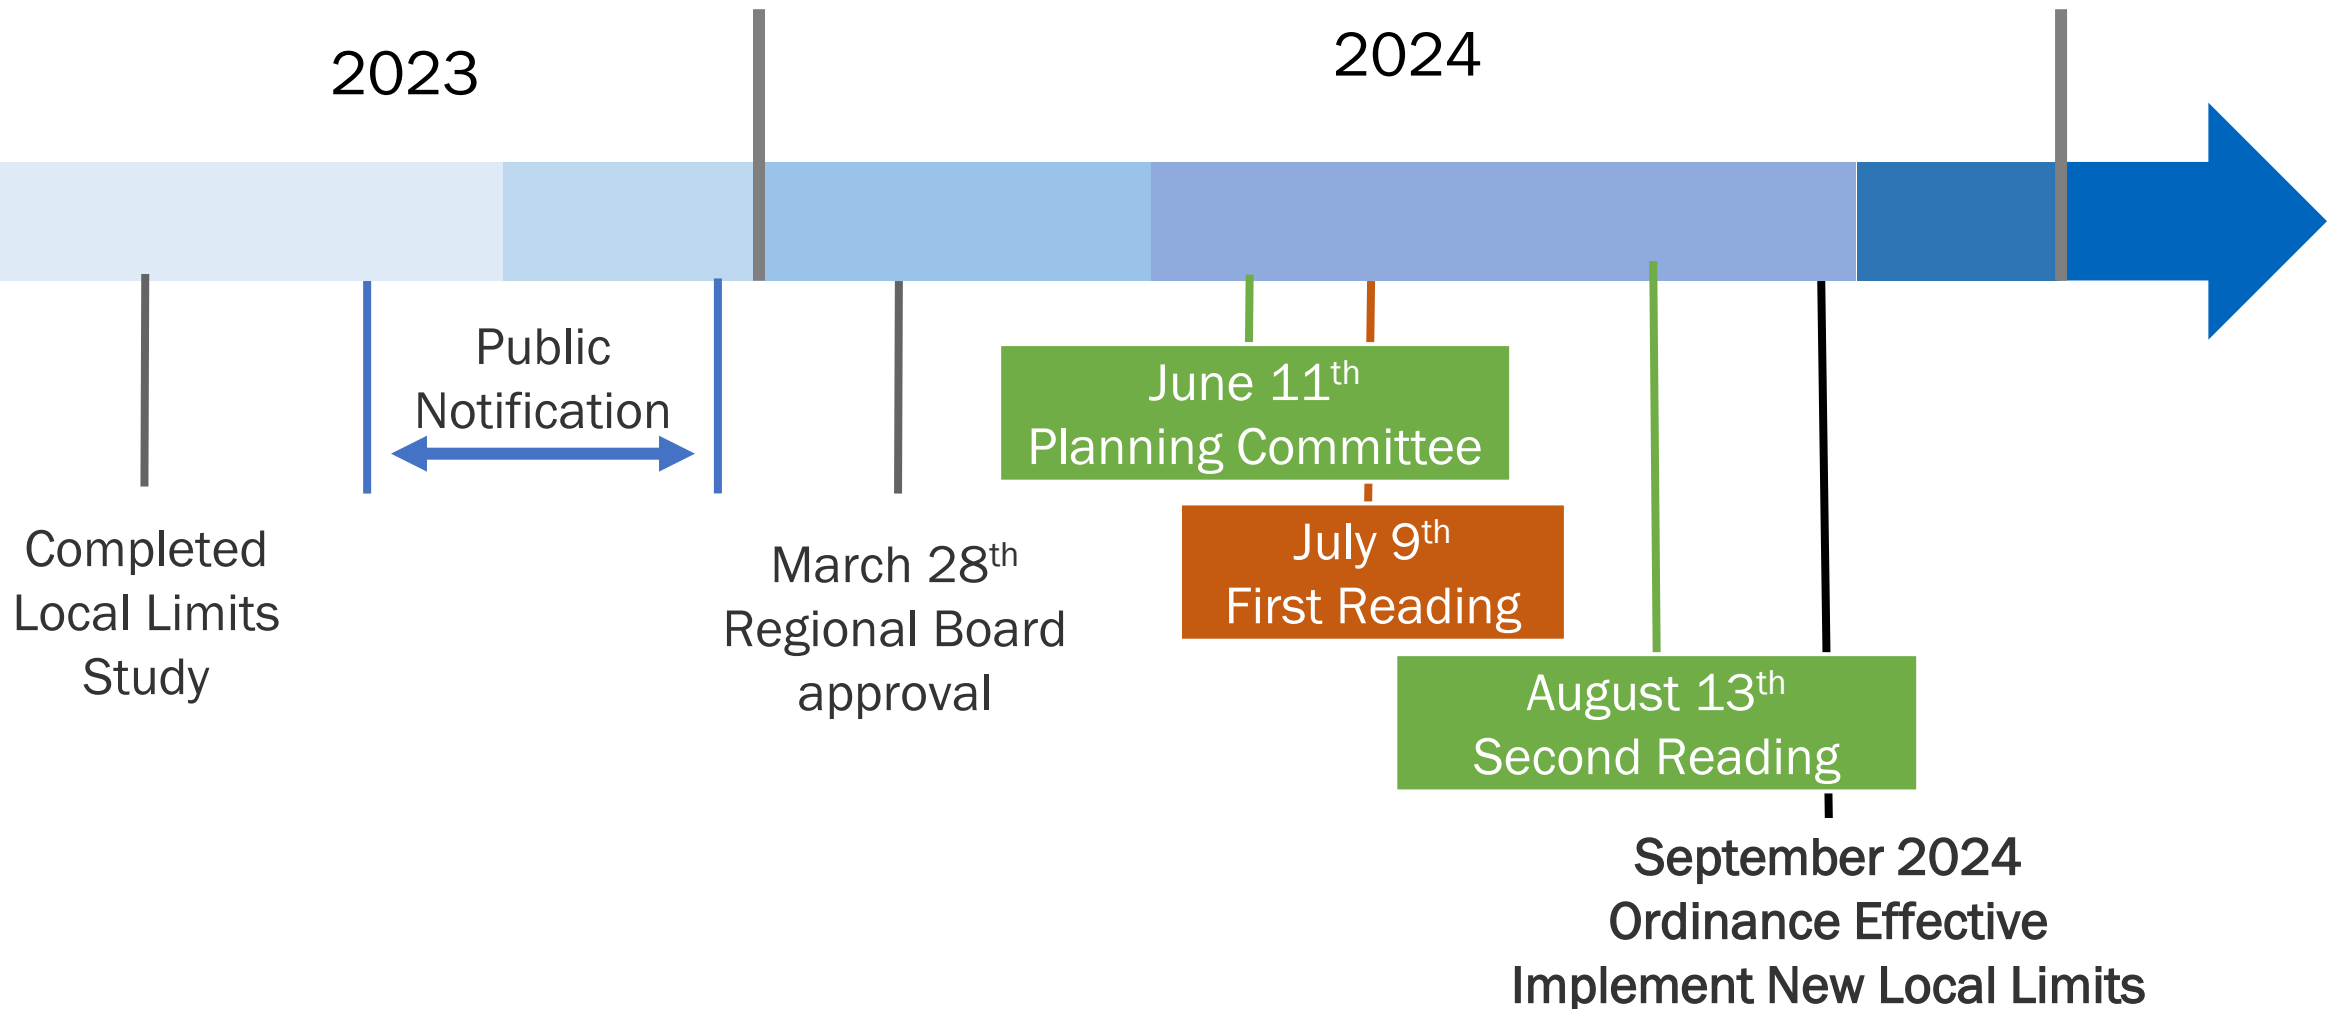 2023
2024
Public
Notification
Completed
Local Limits
Study
March 28th
Regional Board
approval
June 11th
Planning Committee
July 9th
First Reading
August 13th
Second Reading
September 2024
Ordinance Effective
Implement New Local Limits